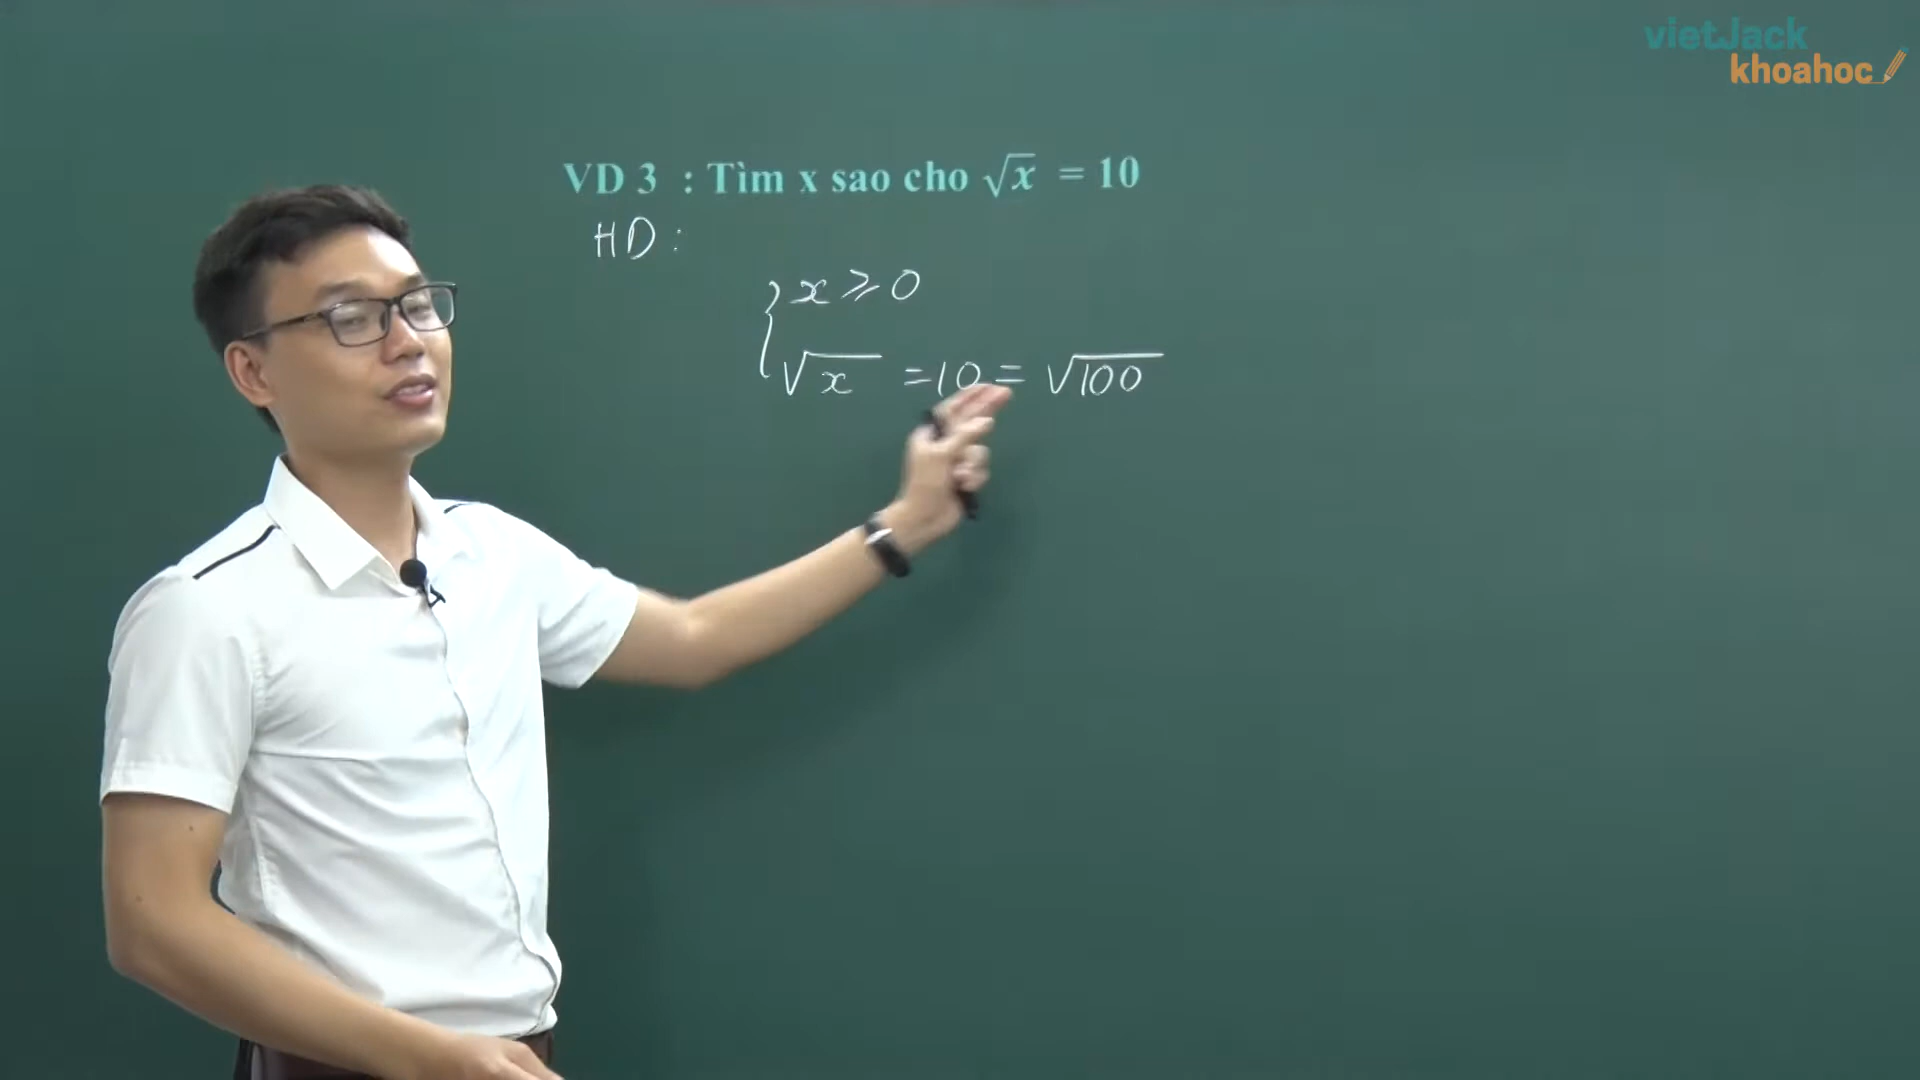 vietJack
khoahoc
VD 3 : Tìm x sao cho √x = 10
HD :
{ x ⩾ 0
√x = 10 = √100